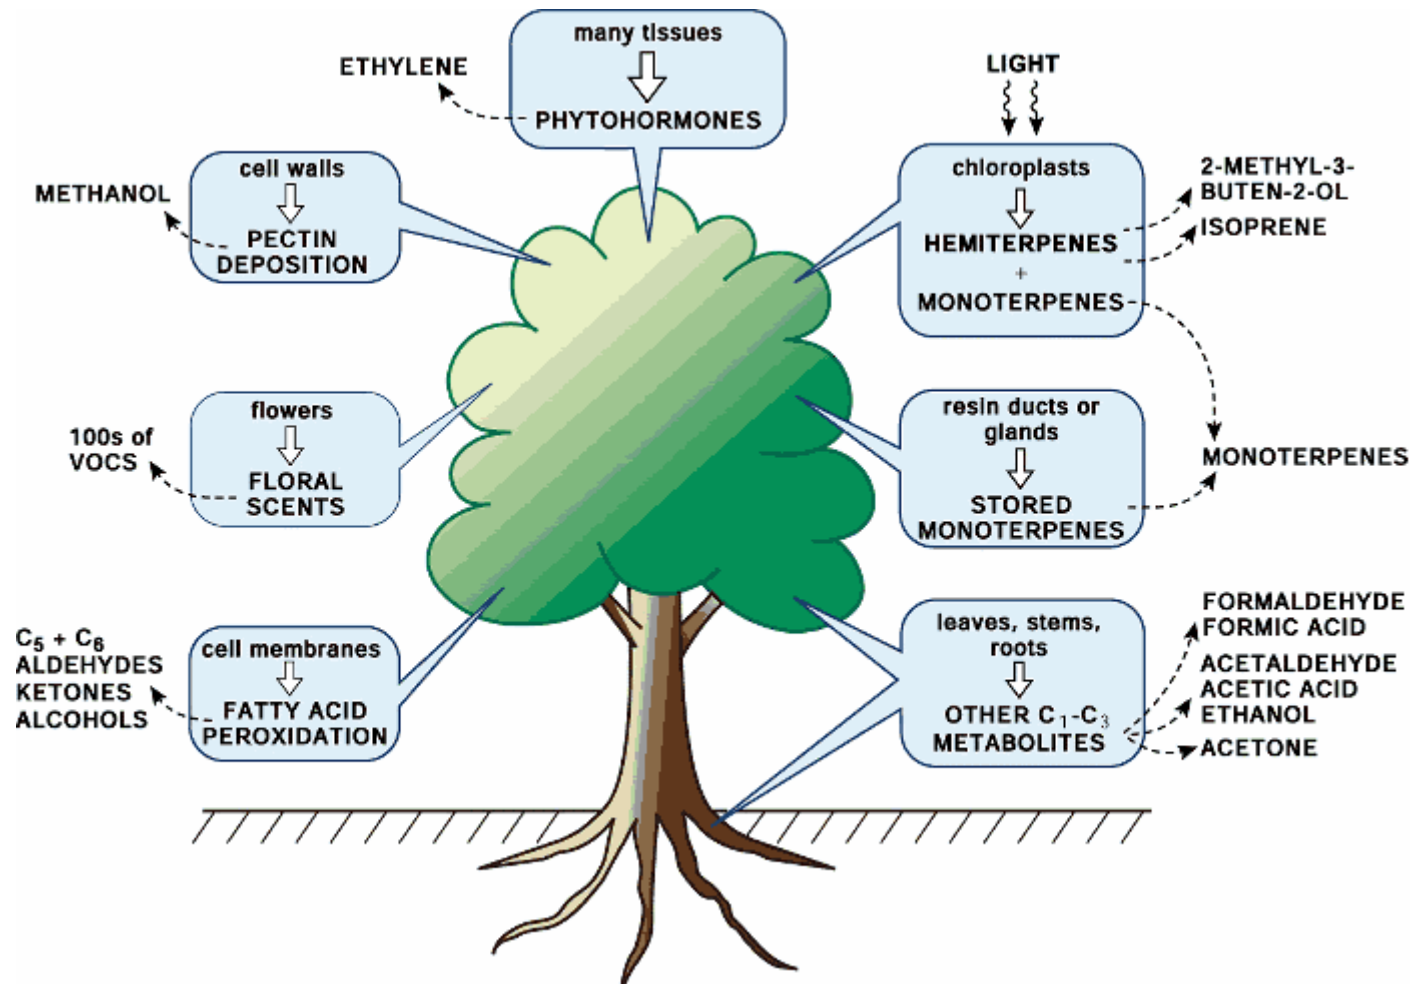 many tissues
PHYTOHORMONES
ETHYLENE
LIGHT
cell walls
PECTIN
DEPOSITION
METHANOL
chloroplasts
HEMITERPENES
+
MONOTERPENES
2-METHYL-3-
BUTEN-2-OL
ISOPRENE
flowers
FLORAL
SCENTS
100s of
VOCS
resin ducts or
glands
STORED
MONOTERPENES
MONOTERPENES
cell membranes
FATTY ACID
PEROXIDATION
C5 + C6
ALDEHYDES
KETONES
ALCOHOLS
leaves, stems,
roots
OTHER C1-C3
METABOLITES
FORMALDEHYDE
FORMIC ACID
ACETALDEHYDE
ACETIC ACID
ETHANOL
ACETONE